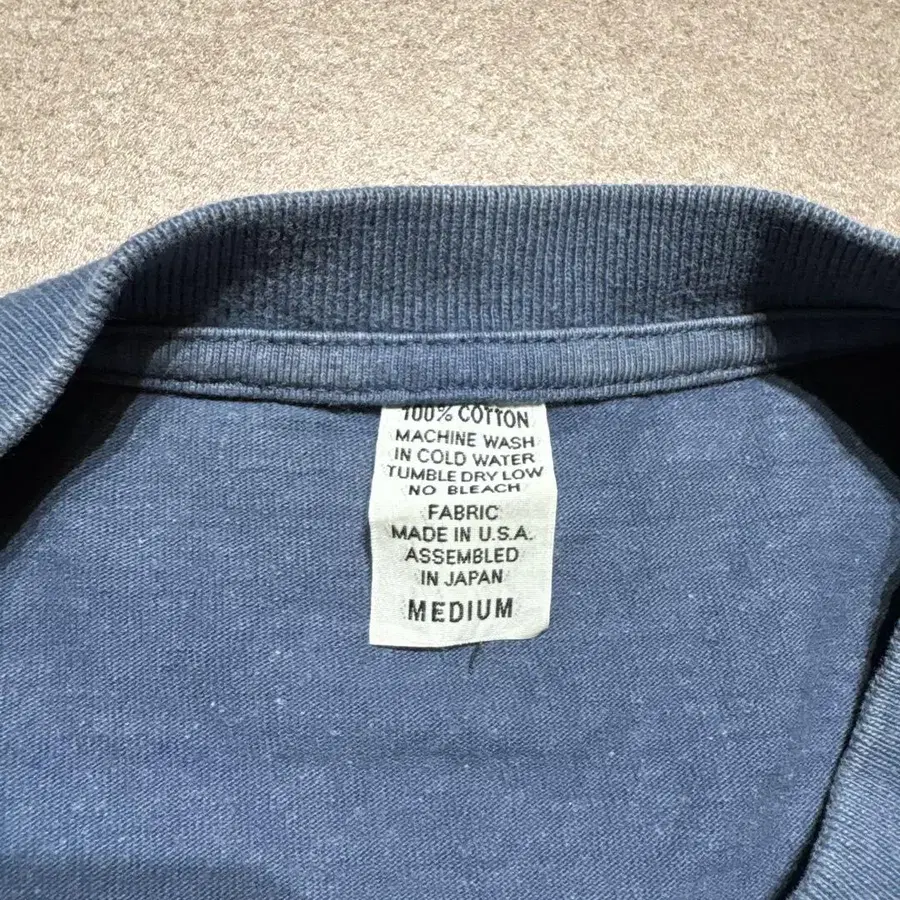 100% COTTON
MACHINE WASH
IN COLD WATER
TUMBLE DRY LOW
NO BLEACH
FABRIC
MADE IN U.S.A.
ASSEMBLED
IN JAPAN
MEDIUM